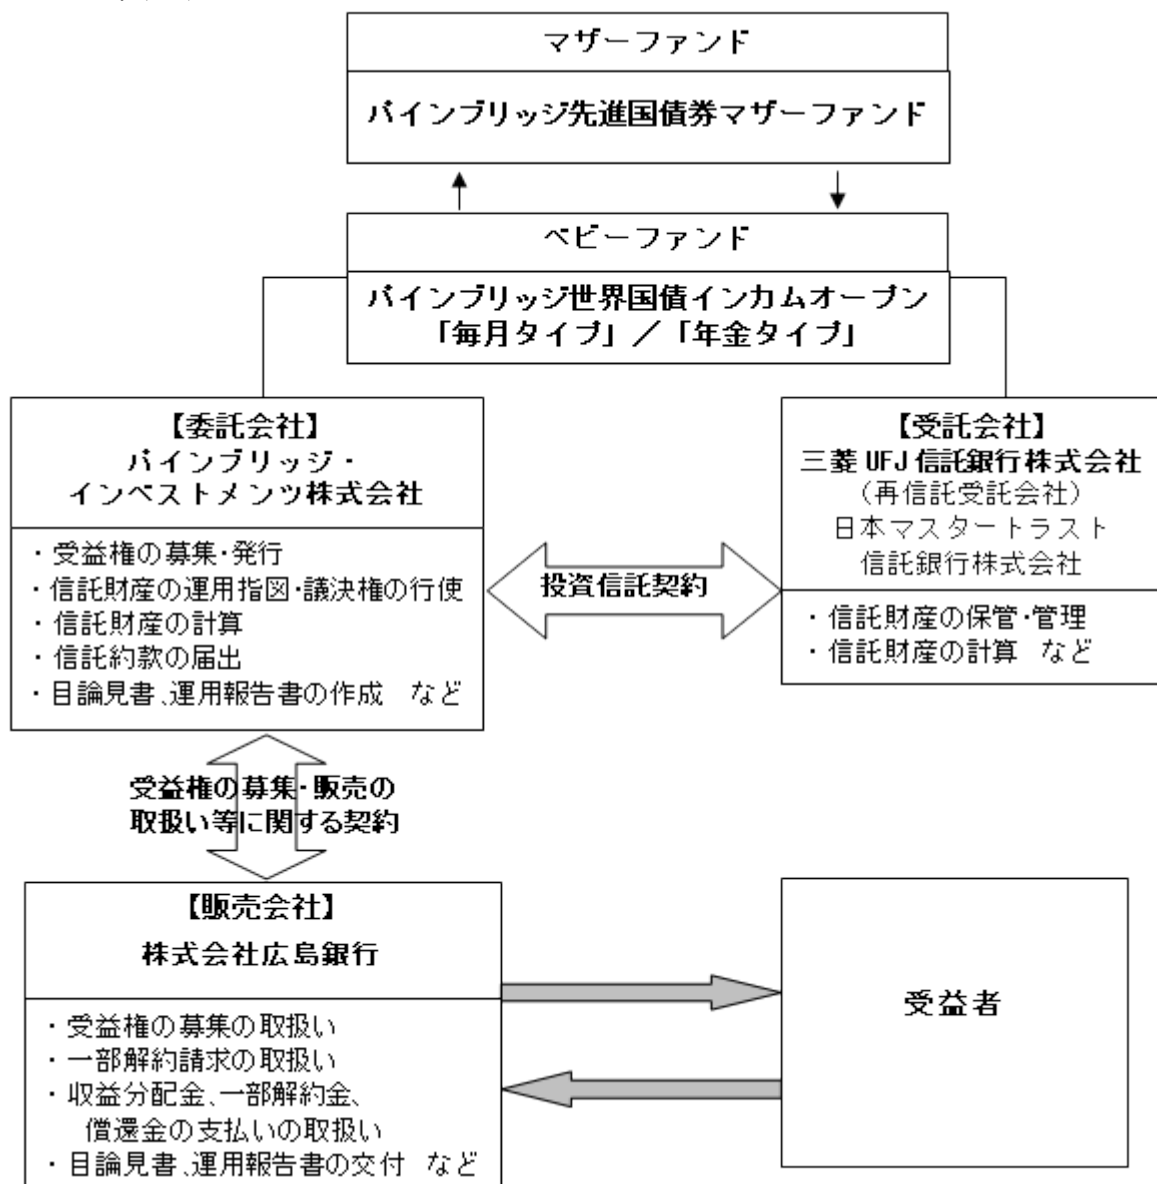 マザーファンド
パインブリッジ先進国債券マザーファンド
ベビーファンド
パインブリッジ世界国債インカムオープン
「毎月タイプ」／「年金タイプ」
【委託会社】
パインブリッジ・
インベストメンツ株式会社
・受益権の募集・発行
・信託財産の運用指図・議決権の行使
・信託財産の計算
・信託約款の届出
・目論見書、運用報告書の作成　など
投資信託契約
【受託会社】
三菱UFJ信託銀行株式会社
（再信託受託会社）
日本マスタートラスト
信託銀行株式会社
・信託財産の保管・管理
・信託財産の計算　など
受益権の募集・販売の
取扱い等に関する契約
【販売会社】
株式会社広島銀行
・受益権の募集の取扱い
・一部解約請求の取扱い
・収益分配金、一部解約金、
償還金の支払いの取扱い
・目論見書、運用報告書の交付　など
受益者